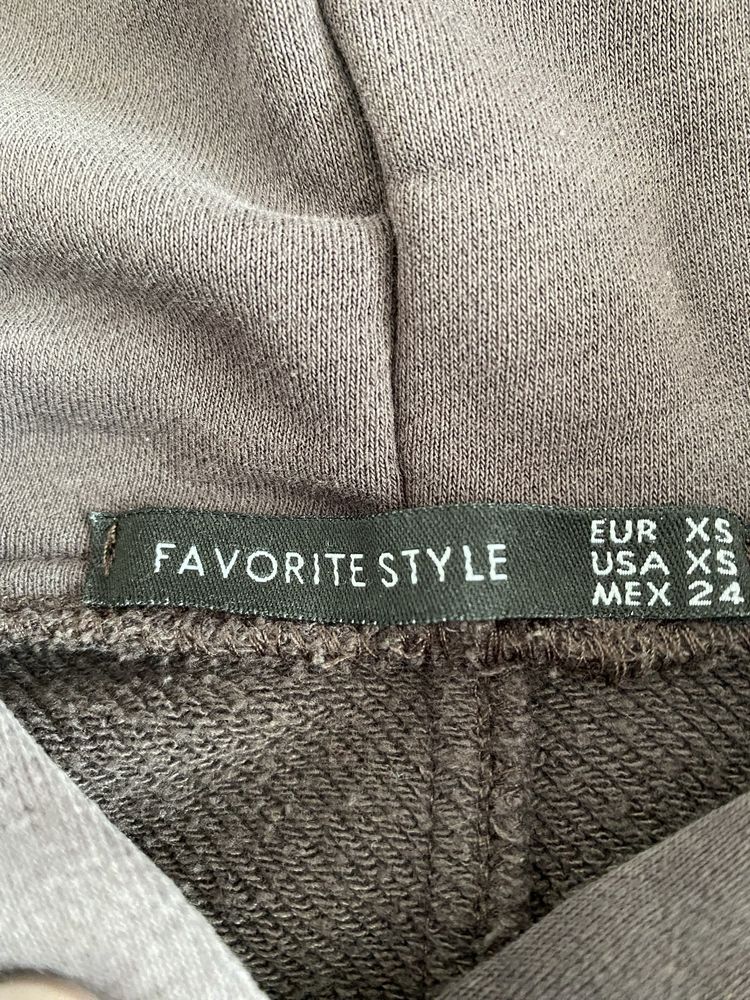 FAVORITE STYLE
EUR XS
USA XS
MEX 24